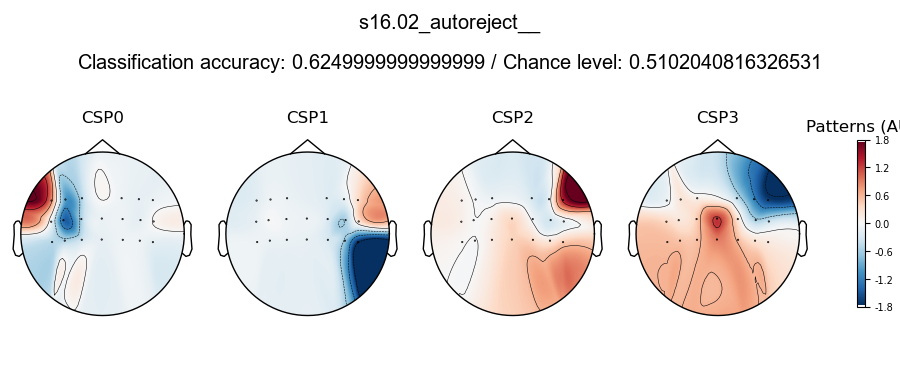 s16.02_autoreject__
Classification accuracy: 0.6249999999999999 / Chance level: 0.5102040816326531
CSP0 CSP1 CSP2 CSP3
Patterns (AU
1.8
1.2
0.6
0.0
-0.6
-1.2
-1.8